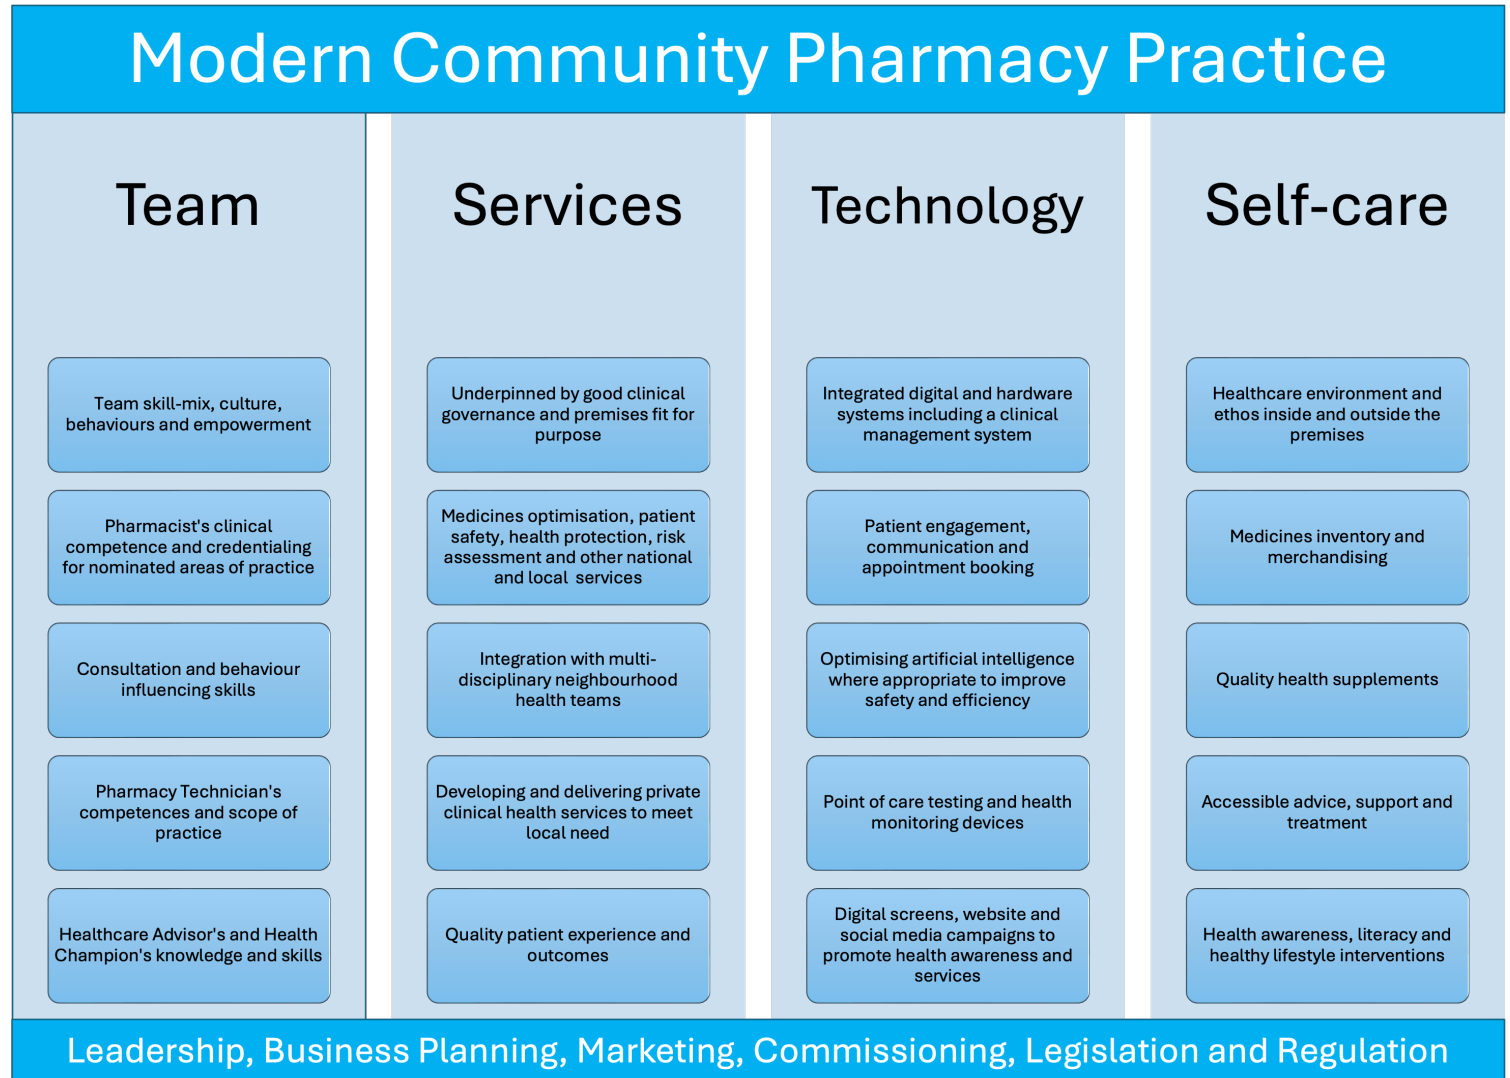 Modern Community Pharmacy Practice
Team
Team skill-mix, culture,
behaviours and empowerment
Pharmacist's clinical
competence and credentialing
for nominated areas of practice
Consultation and behaviour
influencing skills
Pharmacy Technician's
competences and scope of
practice
Healthcare Advisor's and Health
Champion's knowledge and skills
Services
Underpinned by good clinical
governance and premises fit for
purpose
Medicines optimisation, patient
safety, health protection, risk
assessment and other national
and local  services
Integration with multi-
disciplinary neighbourhood
health teams
Developing and delivering private
clinical health services to meet
local need
Quality patient experience and
outcomes
Technology
Integrated digital and hardware
systems including a clinical
management system
Patient engagement,
communication and
appointment booking
Optimising artificial intelligence
where appropriate to improve
safety and efficiency
Point of care testing and health
monitoring devices
Digital screens, website and
social media campaigns to
promote health awareness and
services
Self-care
Healthcare environment and
ethos inside and outside the
premises
Medicines inventory and
merchandising
Quality health supplements
Accessible advice, support and
treatment
Health awareness, literacy and
healthy lifestyle interventions
Leadership, Business Planning, Marketing, Commissioning, Legislation and Regulation